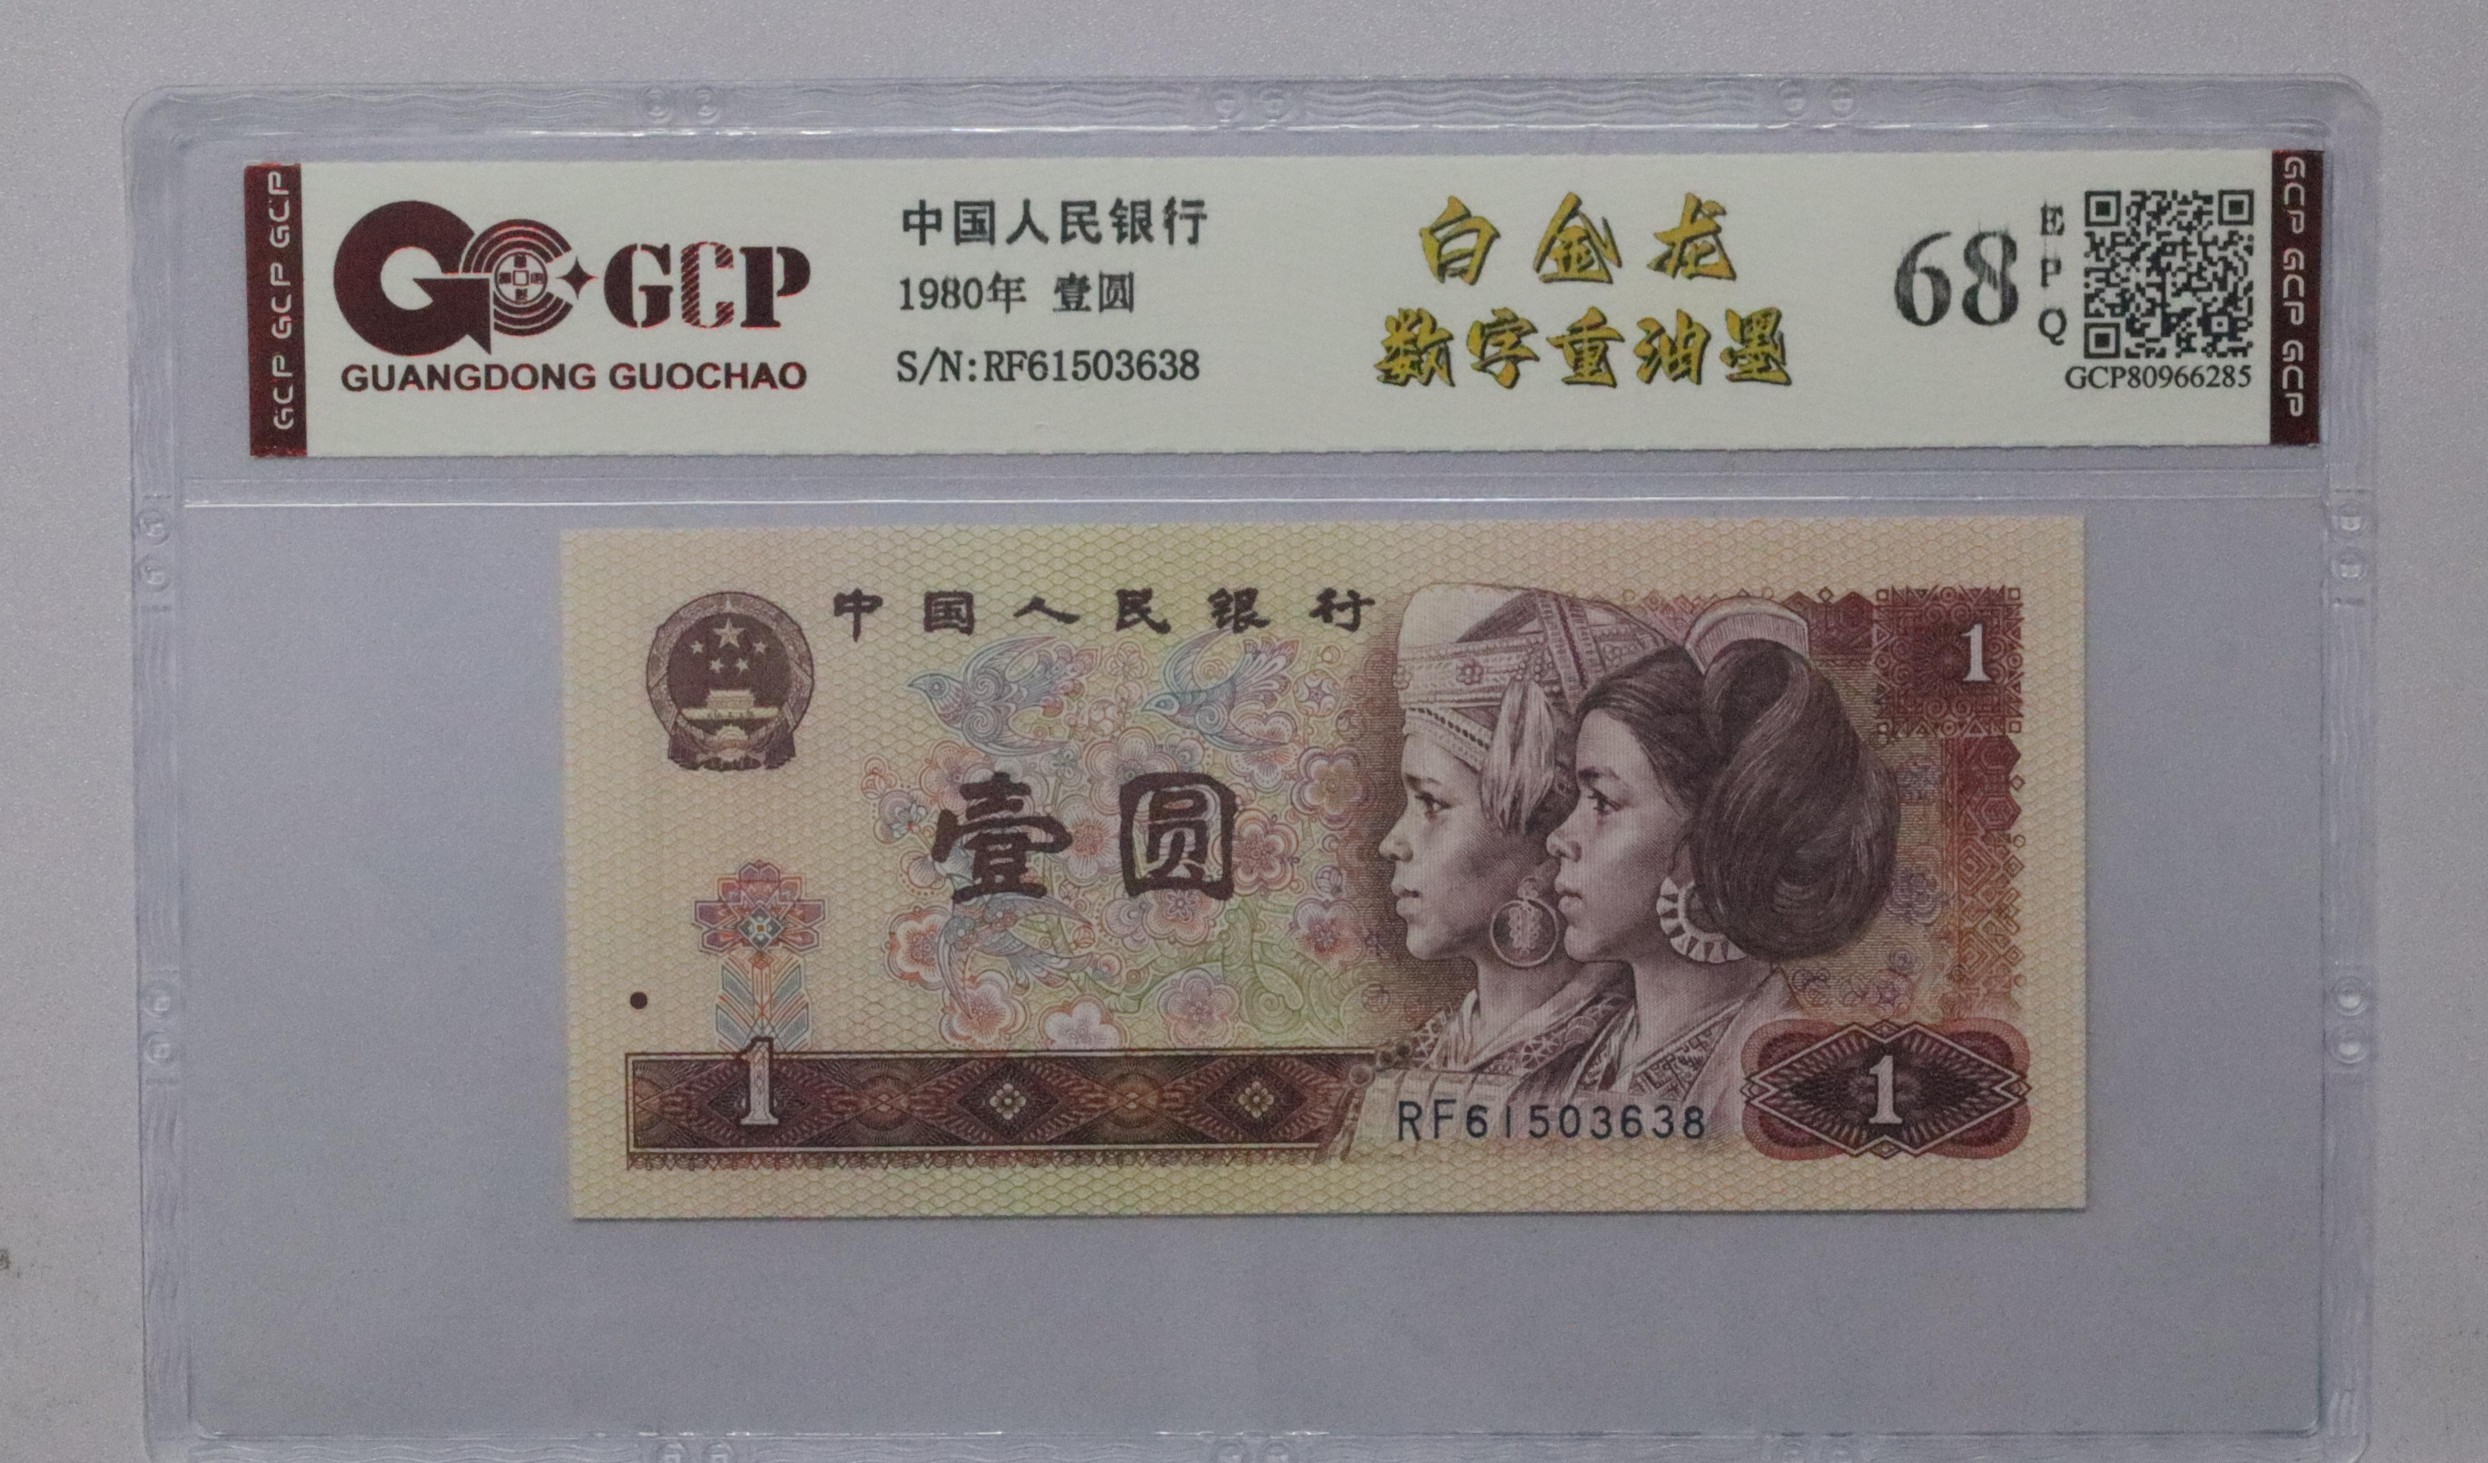 GCP GCP GCP
GCP
GUANGDONG GUOCHAO
中国人民银行
1980年 壹圆
S/N:RF61503638
白金龙
数字重油墨
68
EPQ
GCP80966285
GCP GCP GCP
中国人民银行
1
壹圆
1
RF61503638
1